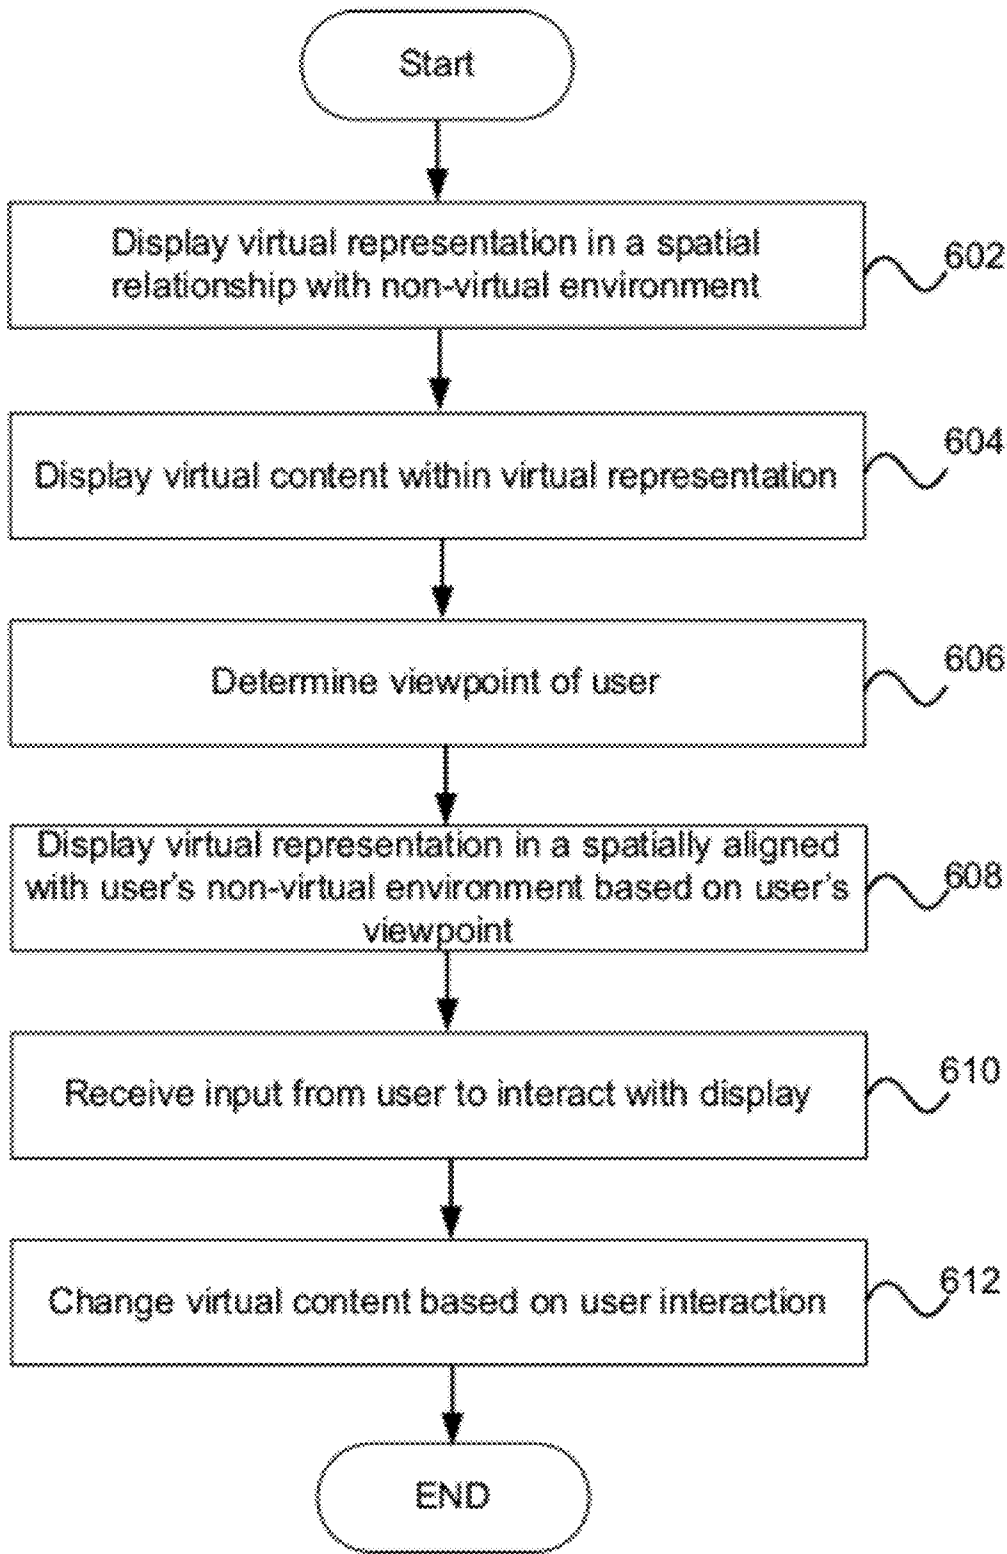 Start
Display virtual representation in a spatial
relationship with non-virtual environment
602
Display virtual content within virtual representation
604
Determine viewpoint of user
606
Display virtual representation in a spatially aligned
with user's non-virtual environment based on user's
viewpoint
608
Receive input from user to interact with display
610
Change virtual content based on user interaction
612
END